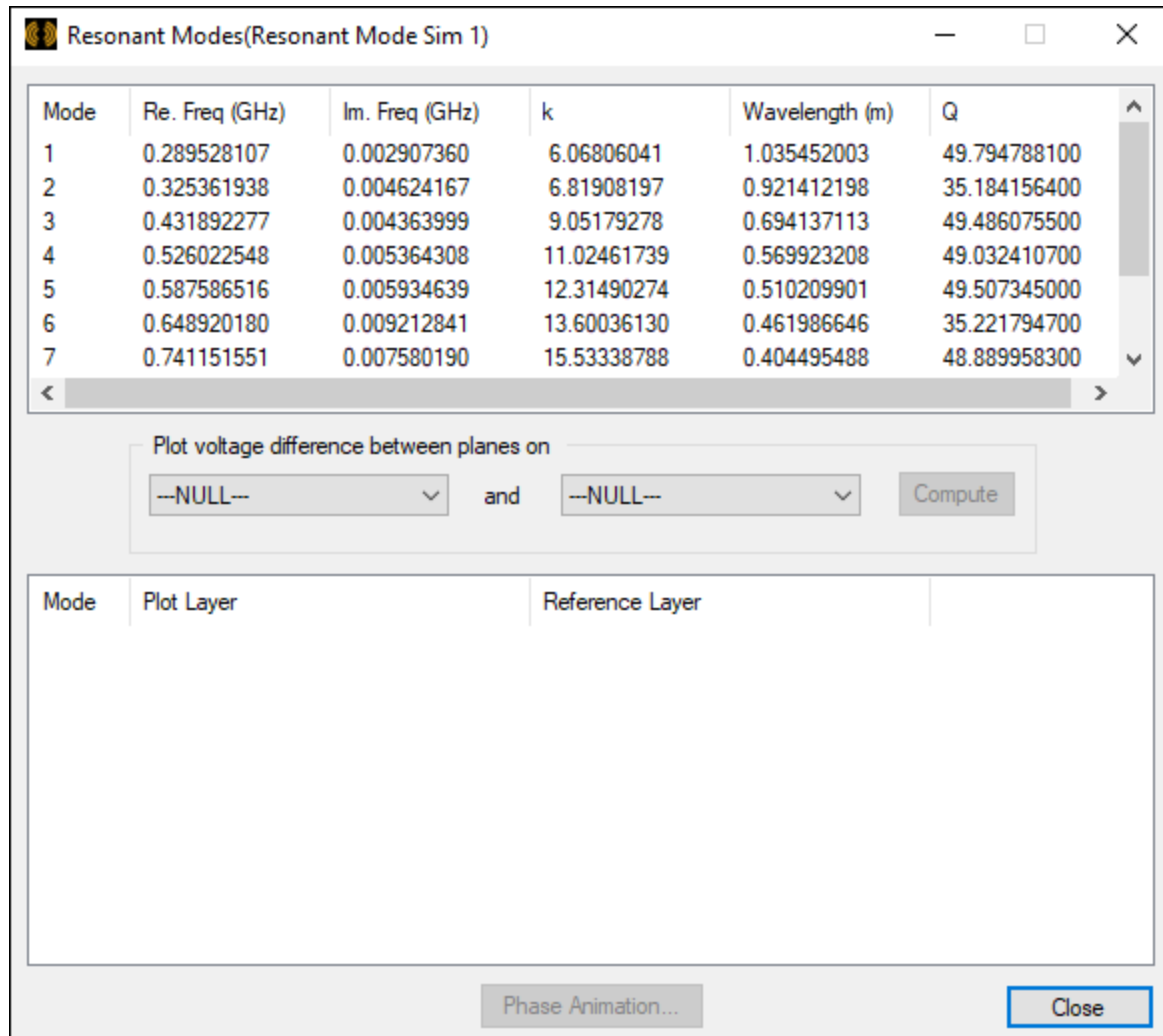 Resonant Modes(Resonant Mode Sim 1)
Mode Re. Freq (GHz) Im. Freq (GHz) k Wavelength (m) Q
1 0.289528107 0.002907360 6.06806041 1.035452003 49.794788100
2 0.325361938 0.004624167 6.81908197 0.921412198 35.184156400
3 0.431892277 0.004363999 9.05179278 0.694137113 49.486075500
4 0.526022548 0.005364308 11.02461739 0.569923208 49.032410700
5 0.587586516 0.005934639 12.31490274 0.510209901 49.507345000
6 0.648920180 0.009212841 13.60036130 0.461986646 35.221794700
7 0.741151551 0.007580190 15.53338788 0.404495488 48.889958300
Plot voltage difference between planes on
---NULL--- and ---NULL--- Compute
Mode Plot Layer Reference Layer
Phase Animation... Close